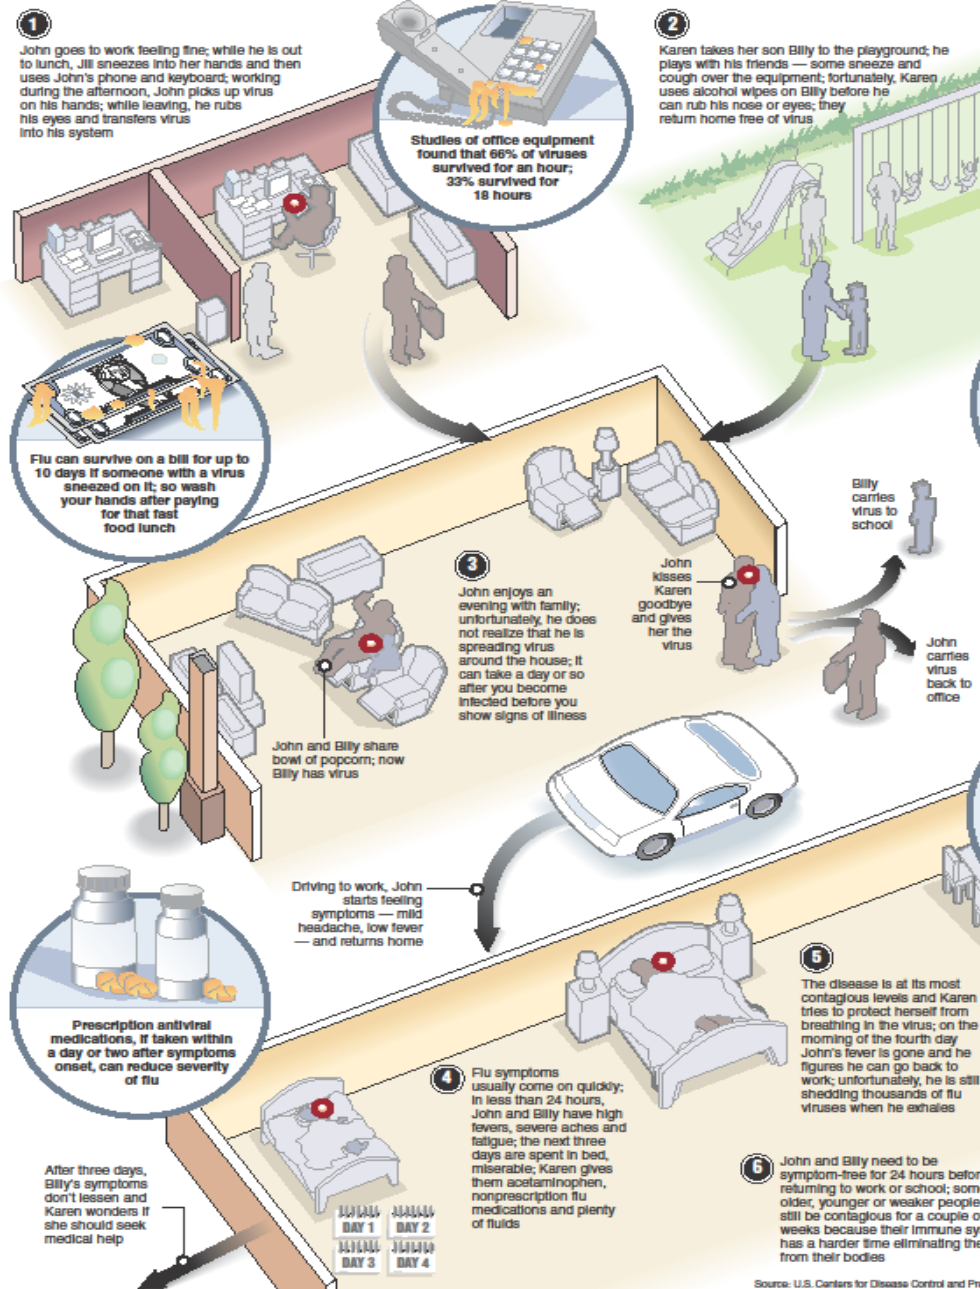 1
John goes to work feeling fine; while he is out
to lunch, Jill sneezes into her hands and then
uses John's phone and keyboard; working
during the afternoon, John picks up virus
on his hands; while leaving, he rubs
his eyes and transfers virus
into his system
Studies of office equipment
found that 66% of viruses
survived for an hour;
33% survived for
18 hours
2
Karen takes her son Billy to the playground; he
plays with his friends — some sneeze and
cough over the equipment; fortunately, Karen
uses alcohol wipes on Billy before he
can rub his nose or eyes; they
return home free of virus
Flu can survive on a bill for up to
10 days if someone with a virus
sneezed on it; so wash
your hands after paying
for that fast
food lunch
3
John enjoys an
evening with family;
unfortunately, he does
not realize that he is
spreading virus
around the house; it
can take a day or so
after you become
infected before you
show signs of illness
John and Billy share
bowl of popcorn; now
Billy has virus
John
kisses
Karen
goodbye
and gives
her the
virus
Billy
carries
virus to
school
John
carries
virus
back to
office
Driving to work, John
starts feeling
symptoms — mild
headache, low fever
— and returns home
Prescription antiviral
medications, if taken within
a day or two after symptoms
onset, can reduce severity
of flu
4
Flu symptoms
usually come on quickly;
in less than 24 hours,
John and Billy have high
fevers, severe aches and
fatigue; the next three
days are spent in bed,
miserable; Karen gives
them acetaminophen,
nonprescription flu
medications and plenty
of fluids
DAY 1
DAY 2
DAY 3
DAY 4
After three days,
Billy's symptoms
don't lessen and
Karen wonders if
she should seek
medical help
5
The disease is at its most
contagious levels and Karen
tries to protect herself from
breathing in the virus; on the
morning of the fourth day
John's fever is gone and he
figures he can go back to
work; unfortunately, he is still
shedding thousands of flu
viruses when he exhales
6
John and Billy need to be
symptom-free for 24 hours
returning to work or school;
older, younger or weaker people
still be contagious for a couple
weeks because their immune
has a harder time eliminating
from their bodies
Source: U.S. Centers for Disease Control and